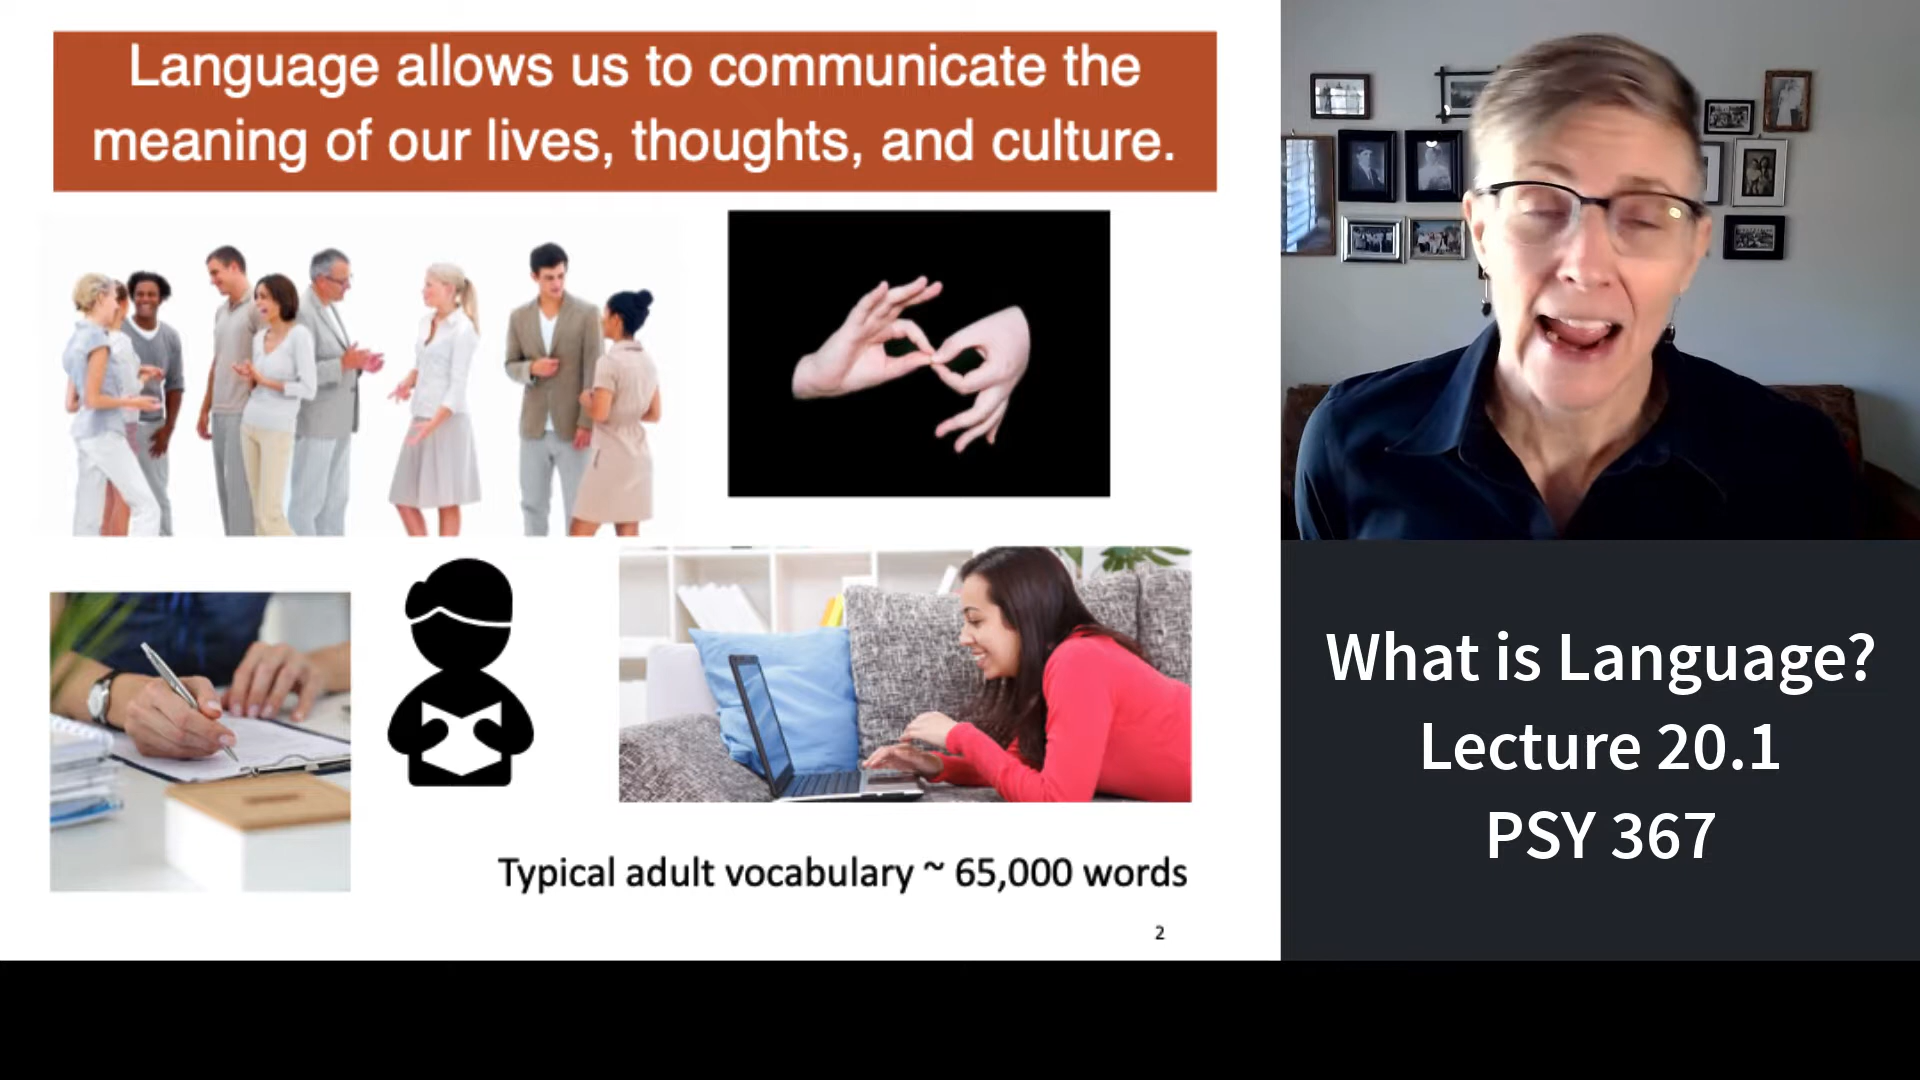 Language allows us to communicate the
meaning of our lives, thoughts, and culture.
Typical adult vocabulary ~ 65,000 words
2
What is Language?
Lecture 20.1
PSY 367